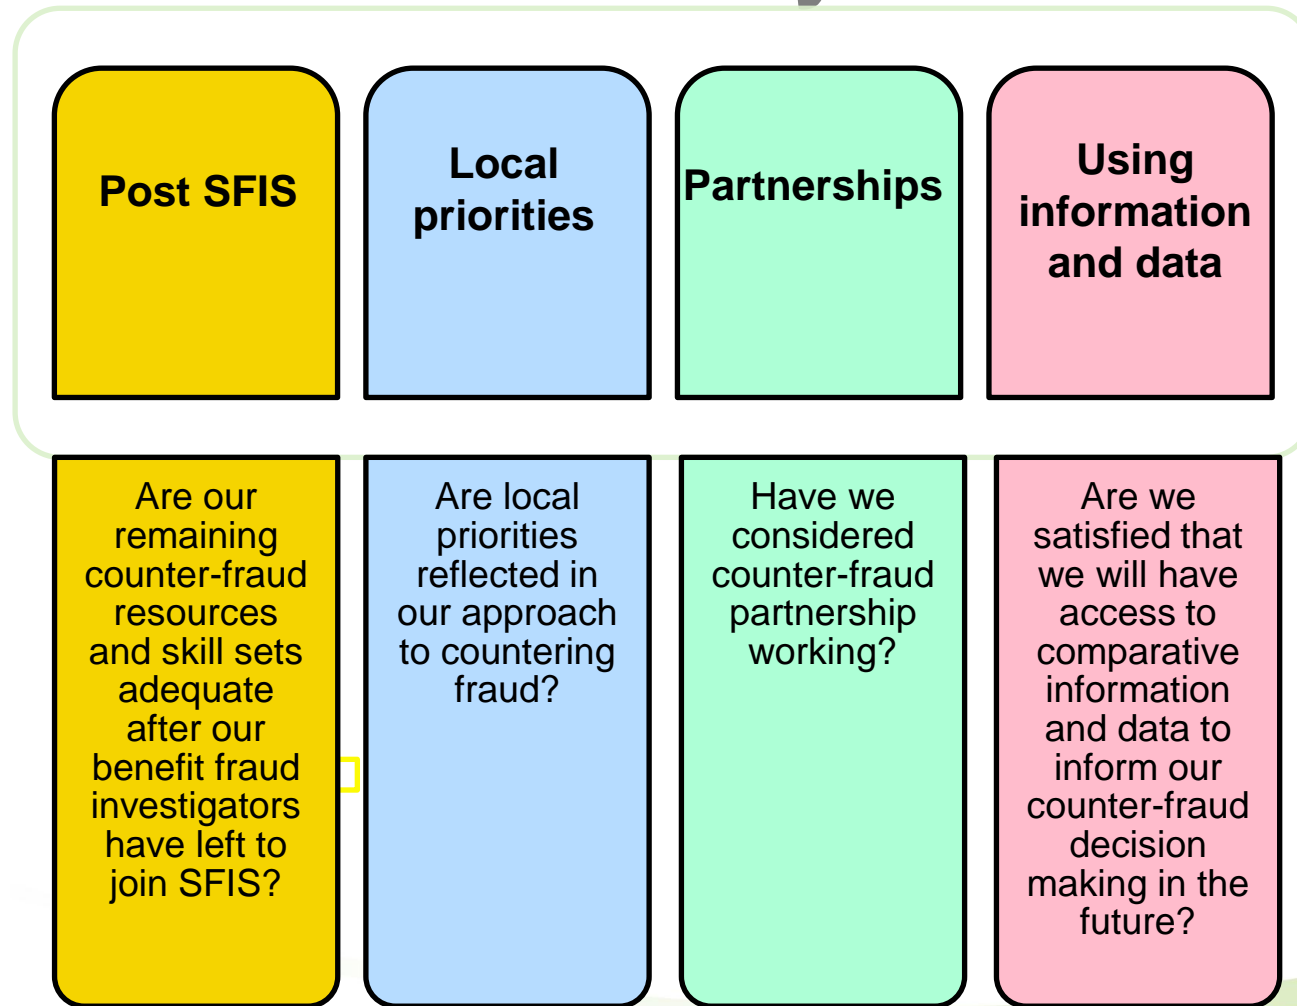 Post SFIS
Local
priorities
Partnerships
Using
information
and data
Are our
remaining
counter-fraud
resources
and skill sets
adequate
after our
benefit fraud
investigators
have left to
join SFIS?
Are local
priorities
reflected in
our approach
to countering
fraud?
Have we
considered
counter-fraud
partnership
working?
Are we
satisfied that
we will have
access to
comparative
information
and data to
inform our
counter-fraud
decision
making in the
future?